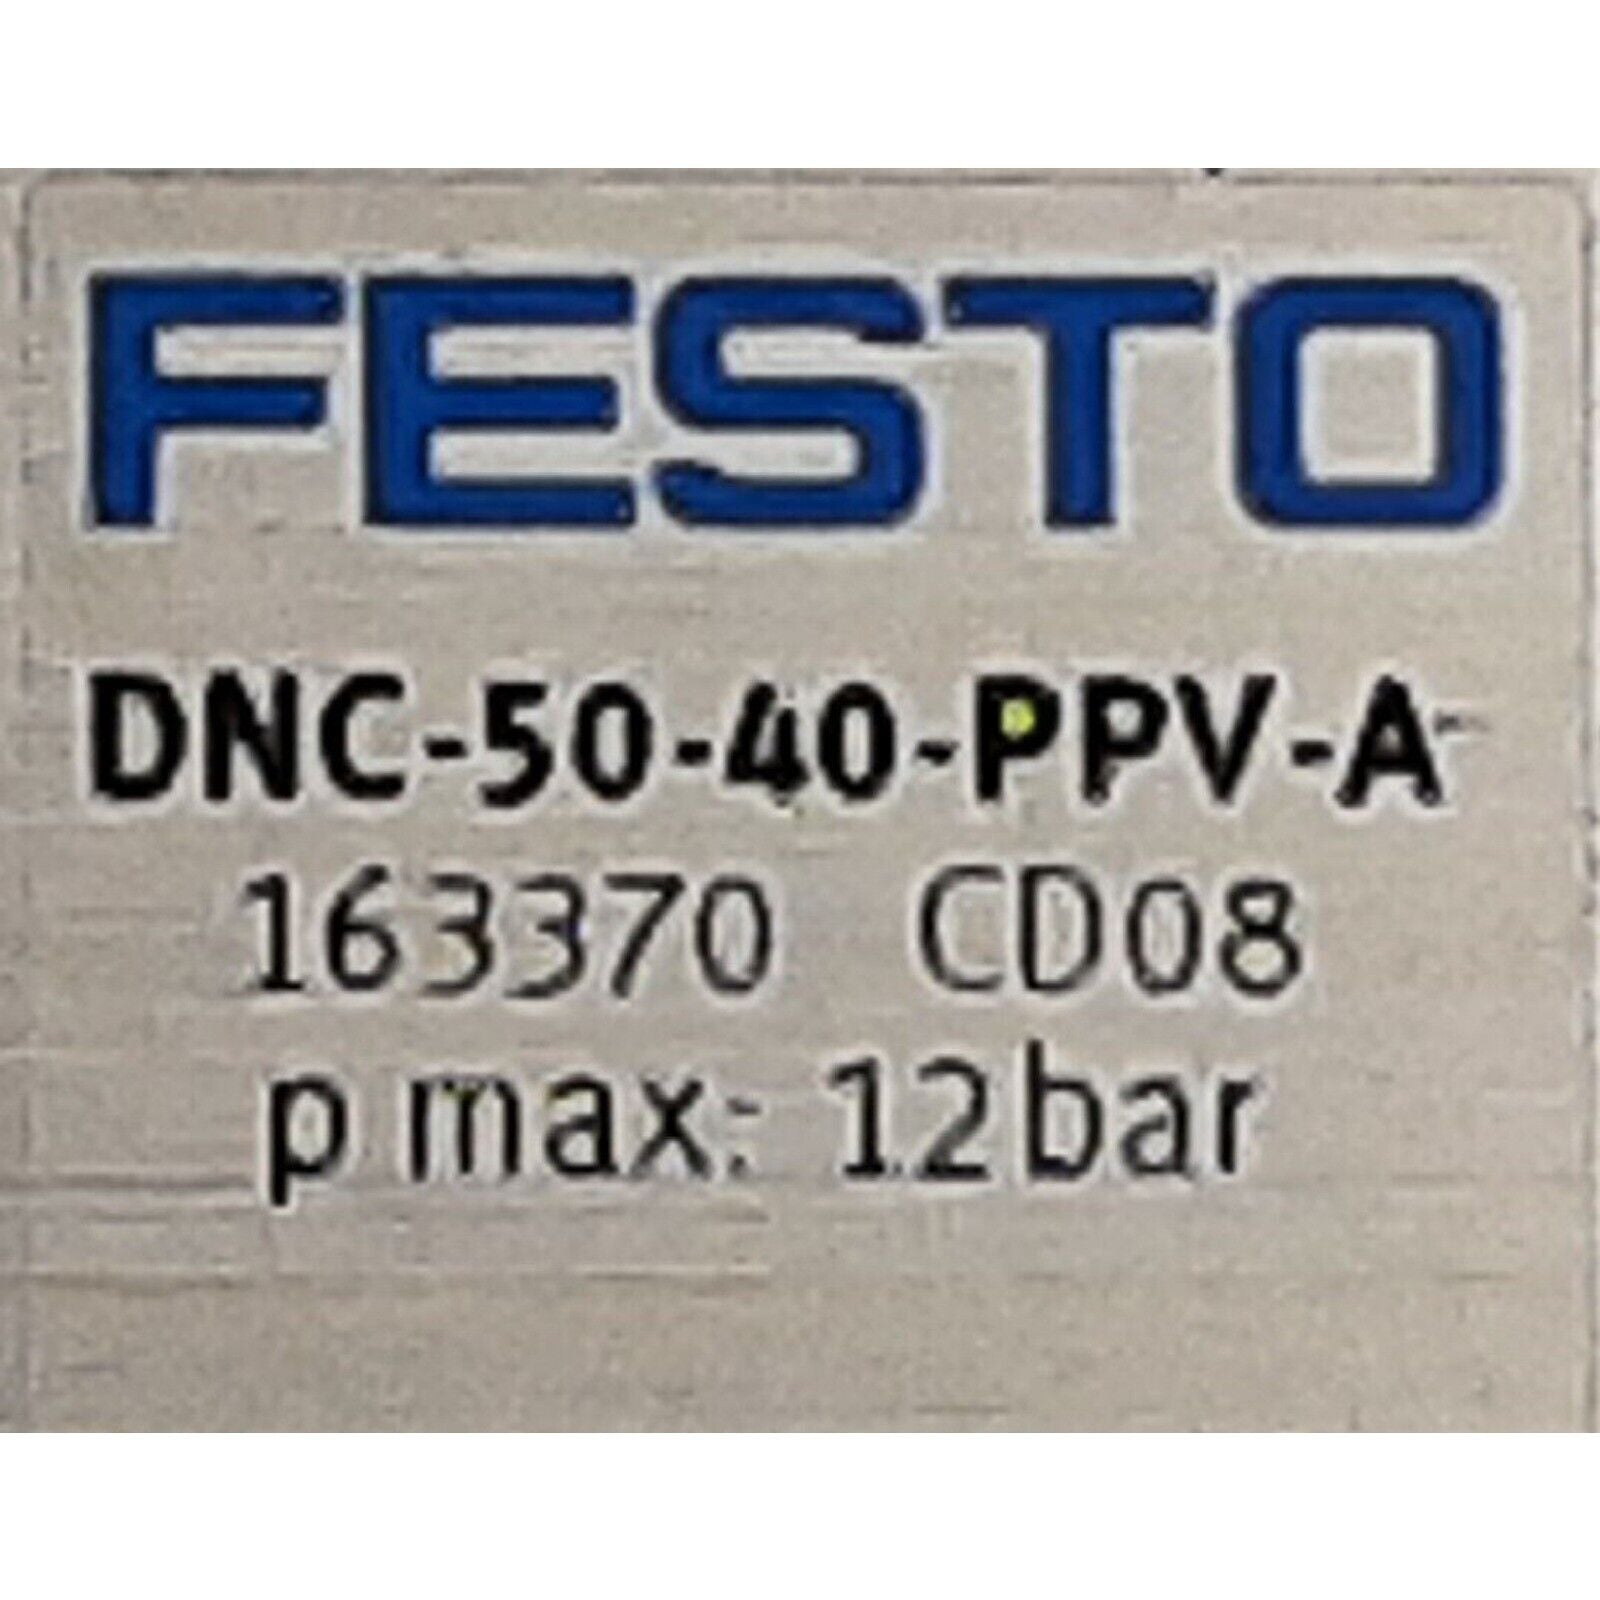 FESTO
DNC-50-40-PPV-A
163370 CD08
p max: 12bar